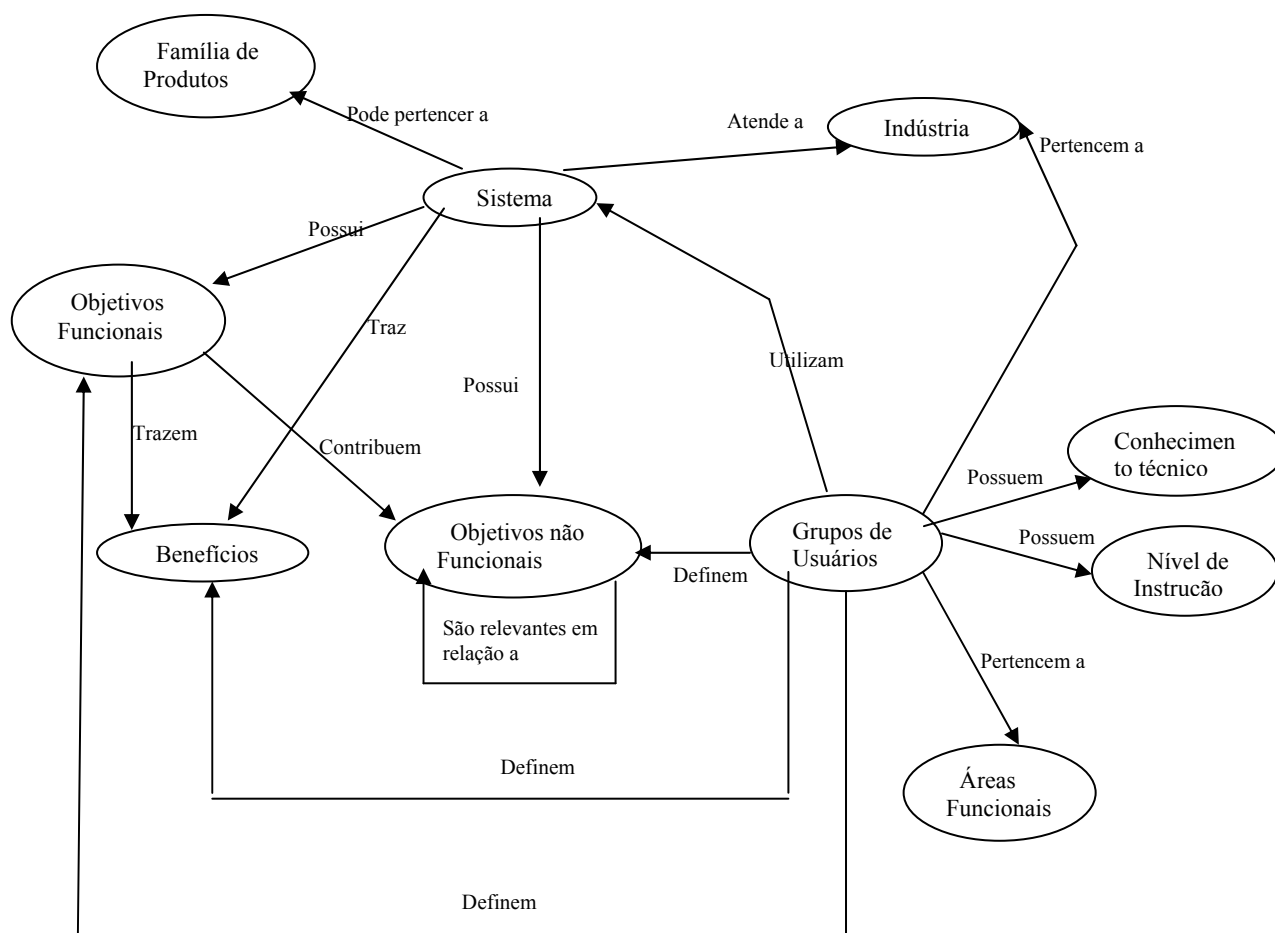 Família de
Produtos
Pode pertencer a
Atende a
Indústria
Pertencem a
Sistema
Possui
Objetivos
Funcionais
Traz
Utilizam
Possui
Trazem
Contribuem
Conhecimen
to técnico
Possuem
Objetivos não
Funcionais
Grupos de
Usuários
Possuem
Benefícios
Definem
Nível de
Instrucão
São relevantes em
relação a
Pertencem a
Definem
Áreas
Funcionais
Definem